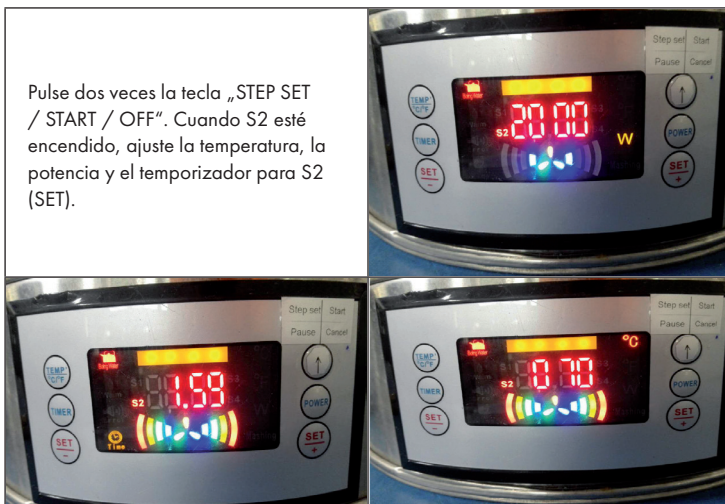 Pulse dos veces la tecla „STEP SET
/ START / OFF“. Cuando S2 esté
encendido, ajuste la temperatura, la
potencia y el temporizador para S2
(SET).
Step set Start
Pause Cancel
TEMP
°C/°F
TIMER
SET
−
S2 2000 W
POWER
SET
+
Step set Start
Pause Cancel
TEMP
°C/°F
TIMER
SET
−
S2 1.59
Time
POWER
SET
+
Step set Start
Pause Cancel
TEMP
°C/°F
TIMER
SET
−
°C
S2 070
POWER
SET
+